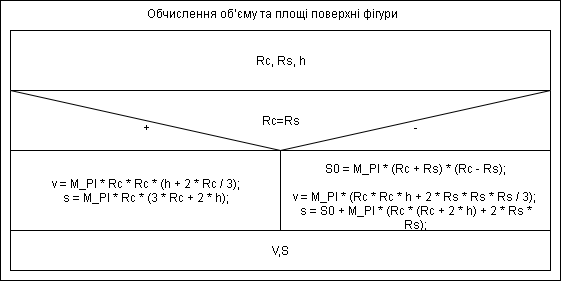 Обчислення об'єму та площі поверхні фігури
Rc, Rs, h
Rc=Rs
+
-
v = M_PI * Rc * Rc * (h + 2 * Rc / 3);
s = M_PI * Rc * (3 * Rc + 2 * h);
S0 = M_PI * (Rc + Rs) * (Rc - Rs);
v = M_PI * (Rc * Rc * h + 2 * Rs * Rs * Rs / 3);
s = S0 + M_PI * (Rc * (Rc + 2 * h) + 2 * Rs *
Rs);
V,S